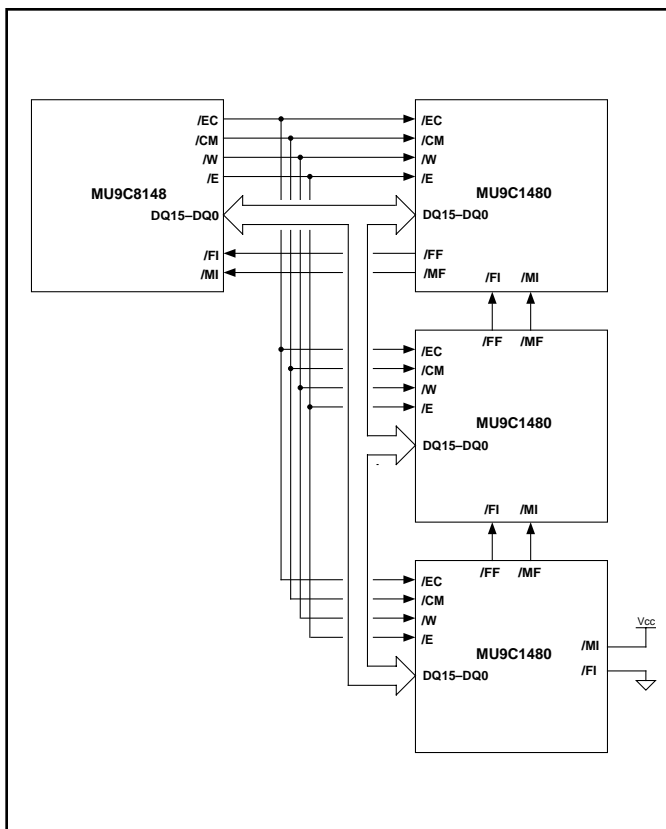 MU9C8148
/EC
/CM
/W
/E
DQ15–DQ0
/FI
/MI
/EC
/CM
/W
/E
MU9C1480
DQ15–DQ0
/FF
/MF
/FI /MI
/FF /MF
/EC
/CM
/W
/E
MU9C1480
DQ15–DQ0
/FI /MI
/FF /MF
/EC
/CM
/W
/E
MU9C1480
DQ15–DQ0
/MI
/FI
Vcc